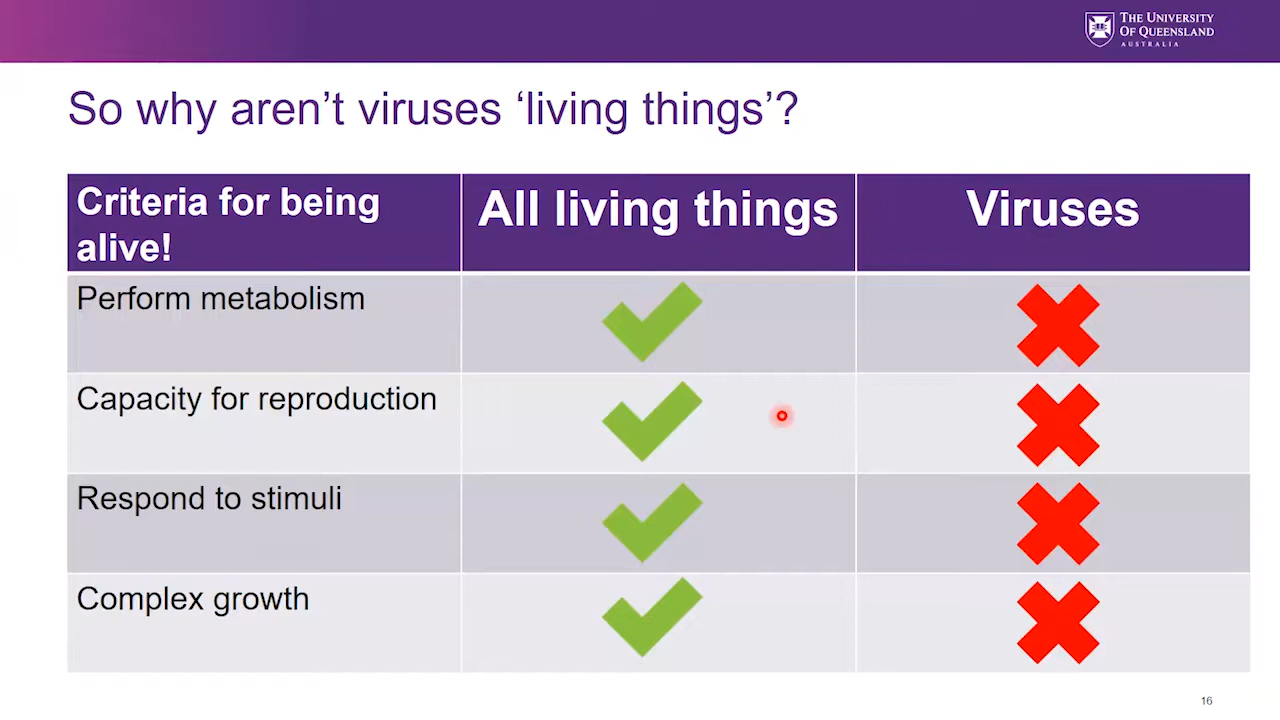 THE UNIVERSITY
OF QUEENSLAND
AUSTRALIA
So why aren’t viruses ‘living things’?
Criteria for being
alive!
All living things
Viruses
Perform metabolism
Capacity for reproduction
Respond to stimuli
Complex growth
16